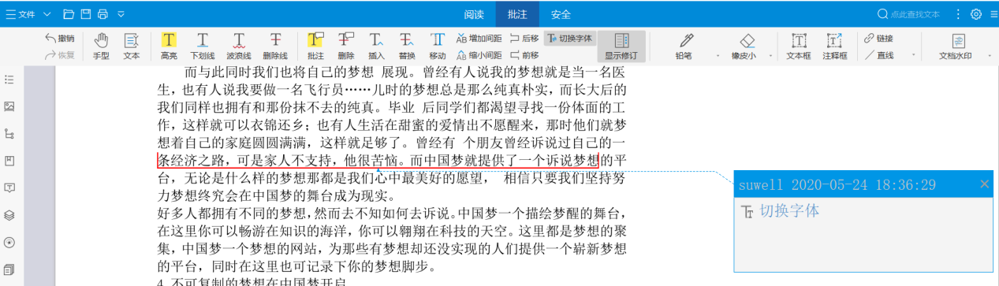 文件 阅读 批注 安全 点此查找文本
撤销 恢复 手型 文本 高亮 下划线 波浪线 删除线 批注 删除 插入 替换 移动 增加间距 缩小间距 后移 前移 切换字体 显示修订 铅笔 橡皮小 文本框 注释框 链接 直线 文档水印
而与此同时我们也将自己的梦想 展现。曾经有人说我的梦想就是当一名医
生，也有人说我要做一名飞行员……儿时的梦想总是那么纯真朴实，而长大后的
我们同样也拥有和那份抹不去的纯真。毕业 后同学们都渴望寻找一份体面的工
作，这样就可以衣锦还乡；也有人生活在甜蜜的爱情出不愿醒来，那时他们就梦
想着自己的家庭圆圆满满，这样就足够了。曾经有 个朋友曾经诉说过自己的一
条经济之路，可是家人不支持，他很苦恼。而中国梦就提供了一个诉说梦想的平
台，无论是什么样的梦想那都是我们心中最美好的愿望， 相信只要我们坚持努
力梦想终究会在中国梦的舞台成为现实。
好多人都拥有不同的梦想，然而去不知如何去诉说。中国梦一个描绘梦醒的舞台，
在这里你可以畅游在知识的海洋，你可以翱翔在科技的天空。这里都是梦想的聚
集，中国梦一个梦想的网站，为那些有梦想却还没实现的人们提供一个崭新梦想
的平台，同时在这里也可记录下你的梦想脚步。
4 不可复制的梦想在中国梦开启
suwell 2020-05-24 18:36:29
切换字体